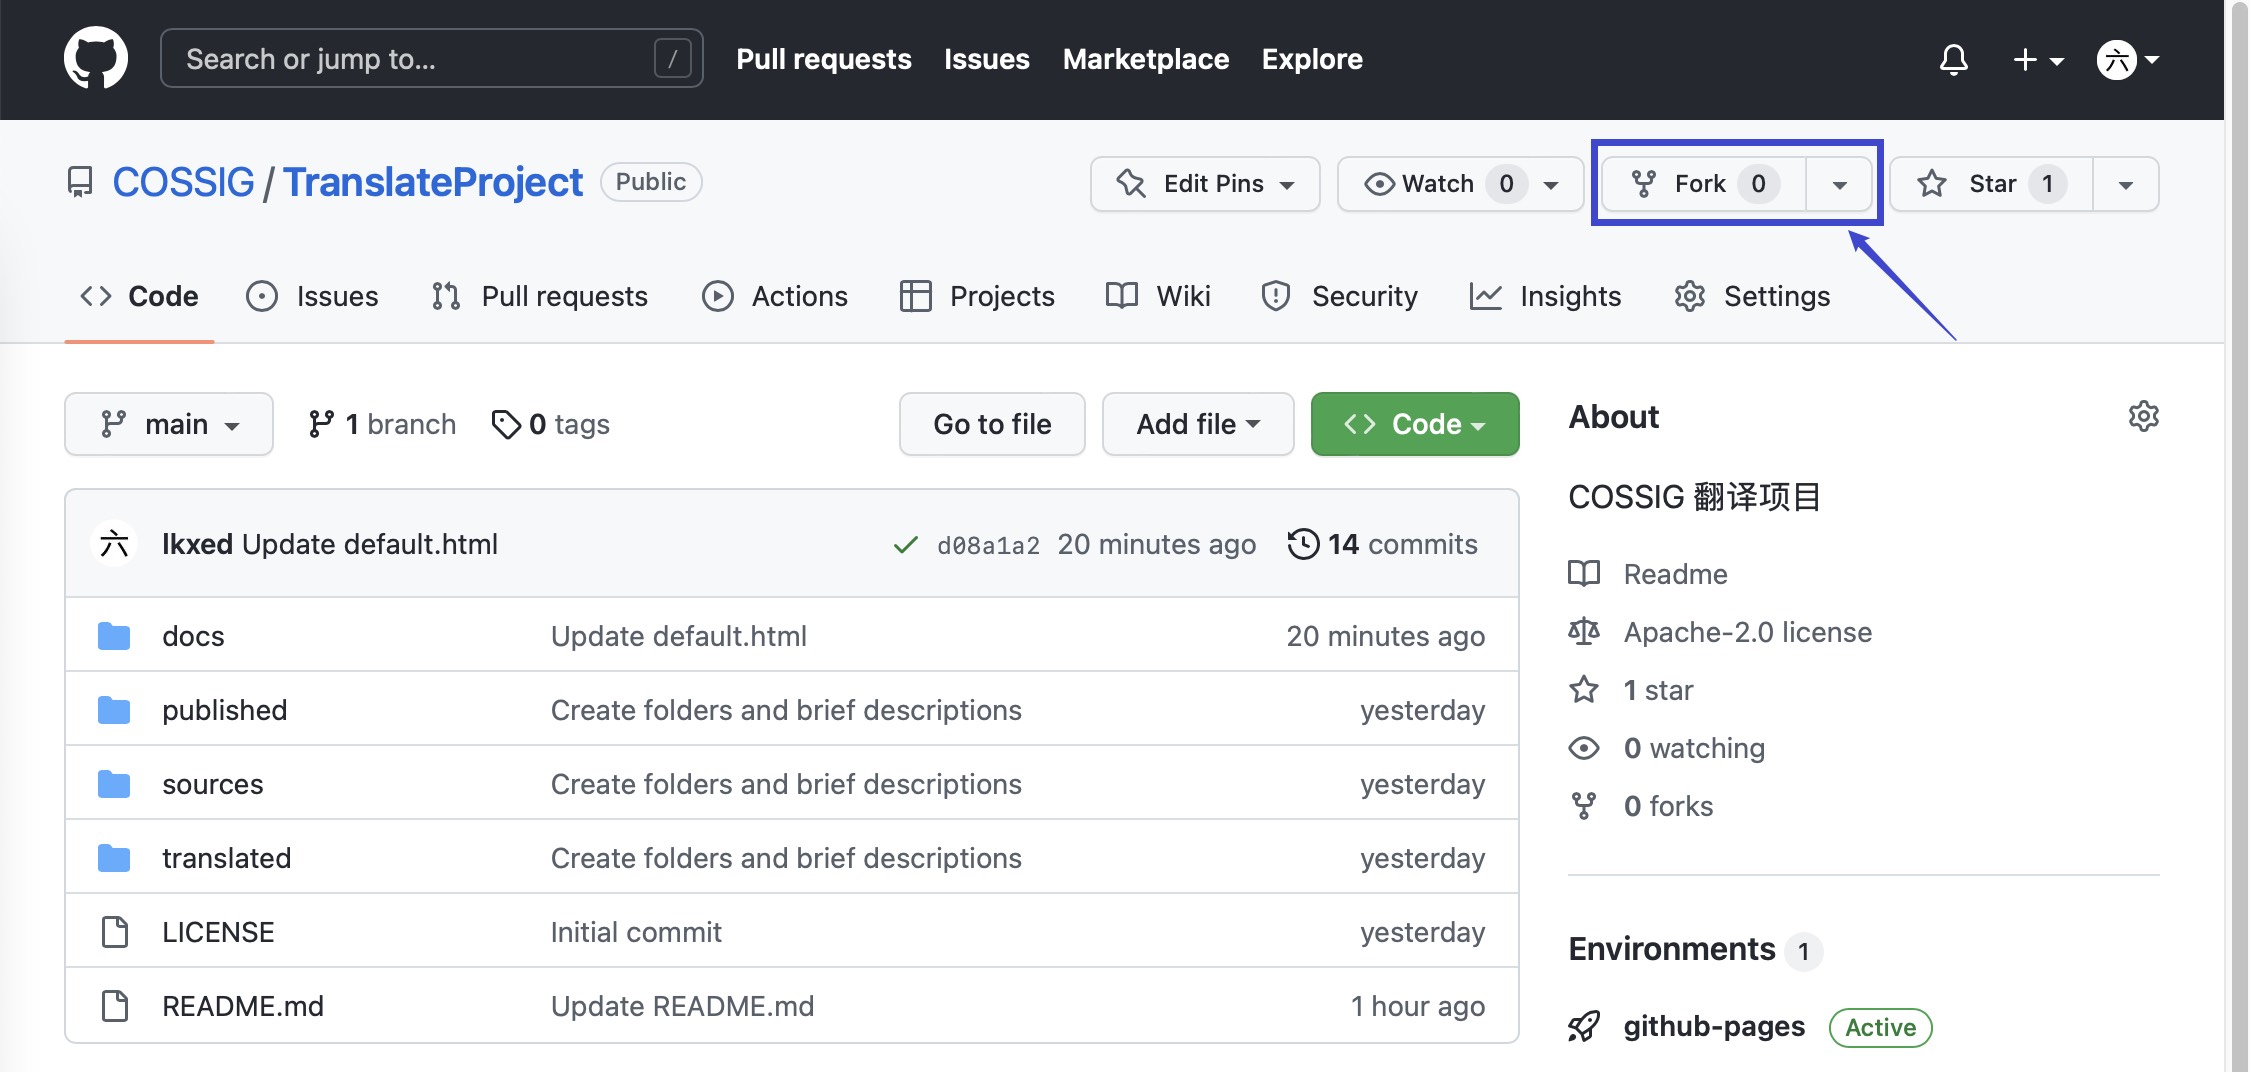 Search or jump to... /
Pull requests Issues Marketplace Explore
六
COSSIG / TranslateProject Public
Edit Pins Watch 0 Fork 0 Star 1
Code Issues Pull requests Actions Projects Wiki Security Insights Settings
main 1 branch 0 tags Go to file Add file Code
六 lkxed Update default.html d08a1a2 20 minutes ago 14 commits
docs Update default.html 20 minutes ago
published Create folders and brief descriptions yesterday
sources Create folders and brief descriptions yesterday
translated Create folders and brief descriptions yesterday
LICENSE Initial commit yesterday
README.md Update README.md 1 hour ago
About
COSSIG 翻译项目
Readme
Apache-2.0 license
1 star
0 watching
0 forks
Environments 1
github-pages Active